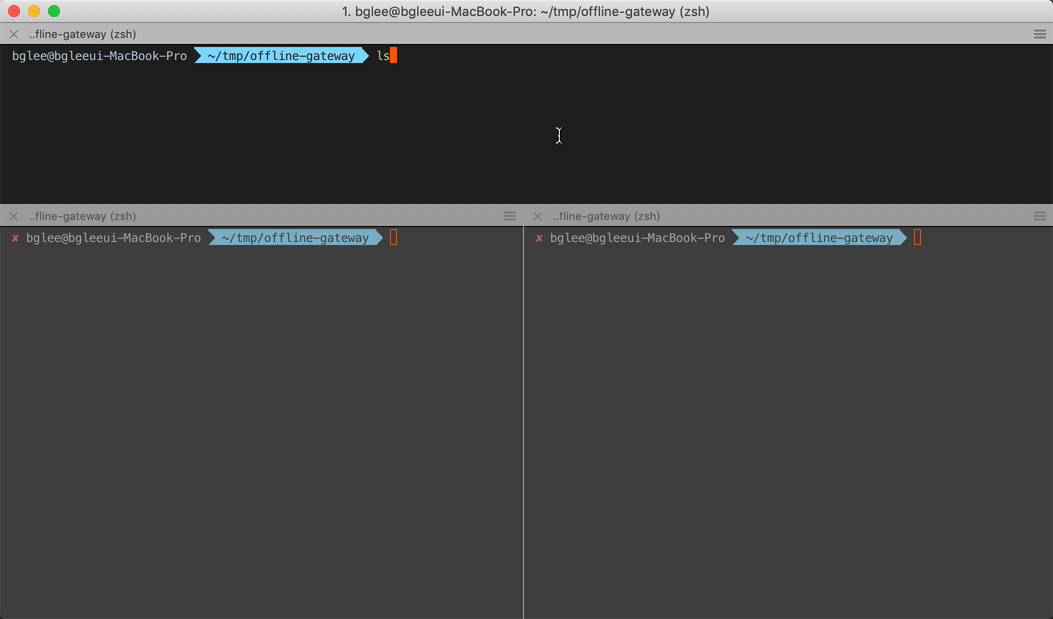 1. bglee@bgleeui-MacBook-Pro: ~/tmp/offline-gateway (zsh)
..fline-gateway (zsh)
bglee@bgleeui-MacBook-Pro ~/tmp/offline-gateway ls
..fline-gateway (zsh)
✘ bglee@bgleeui-MacBook-Pro ~/tmp/offline-gateway
..fline-gateway (zsh)
✘ bglee@bgleeui-MacBook-Pro ~/tmp/offline-gateway